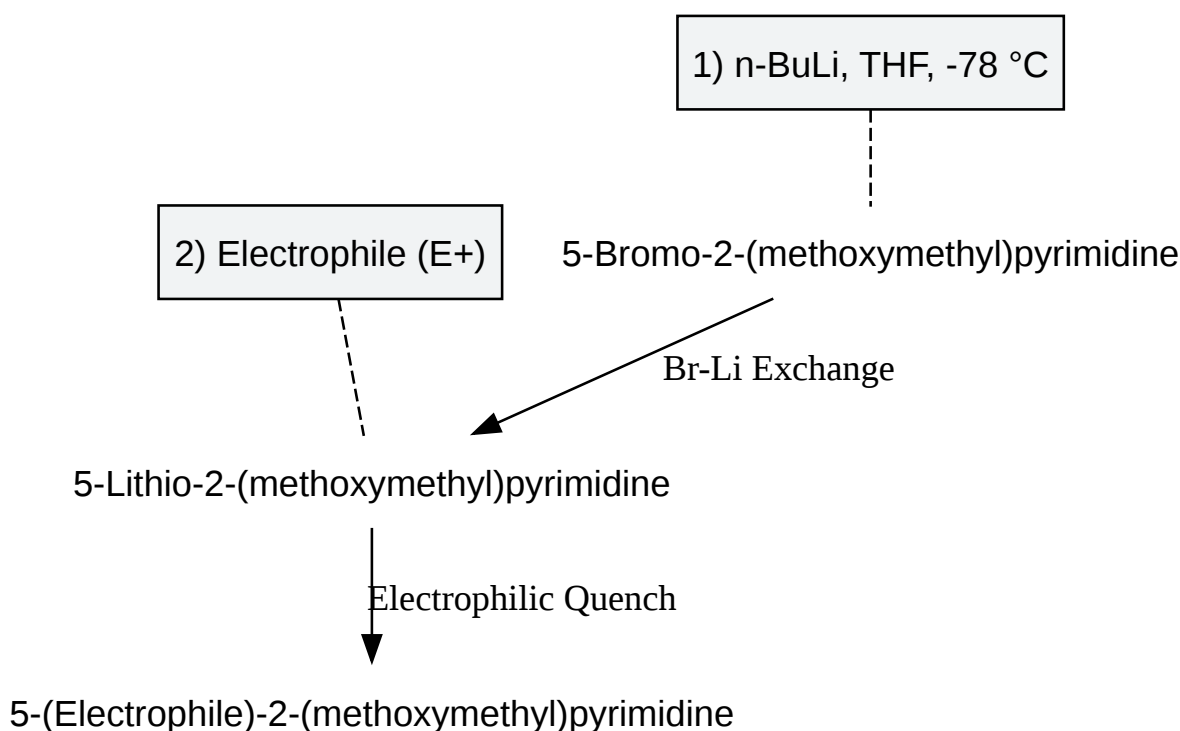 1) n-BuLi, THF, -78 °C
2) Electrophile (E+)
5-Bromo-2-(methoxymethyl)pyrimidine
Br-Li Exchange
5-Lithio-2-(methoxymethyl)pyrimidine
Electrophilic Quench
5-(Electrophile)-2-(methoxymethyl)pyrimidine